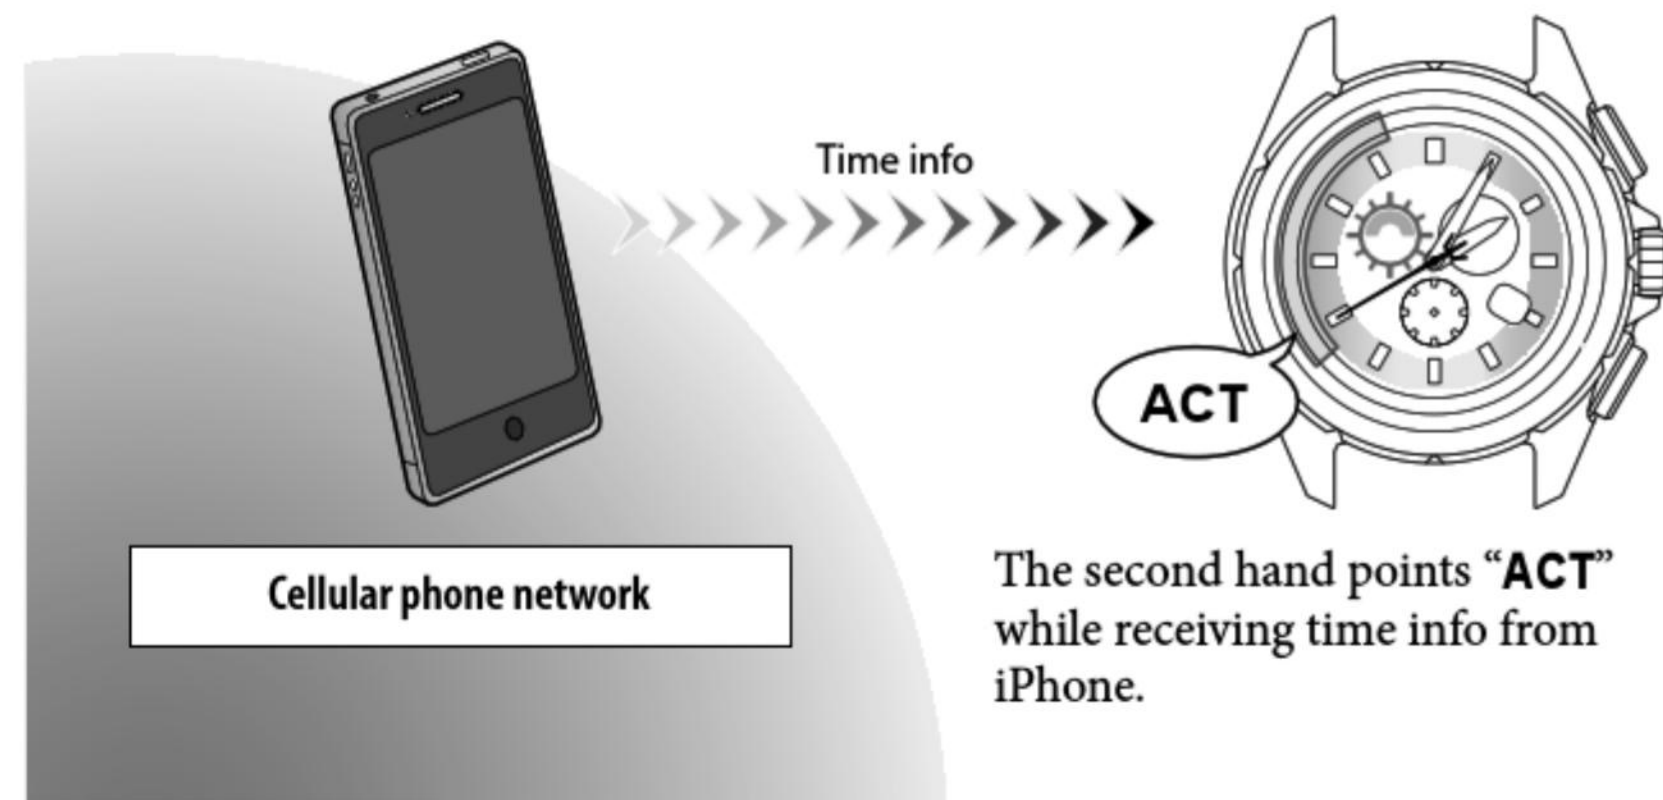 Time info
ACT
Cellular phone network
The second hand points “ACT”
while receiving time info from
iPhone.